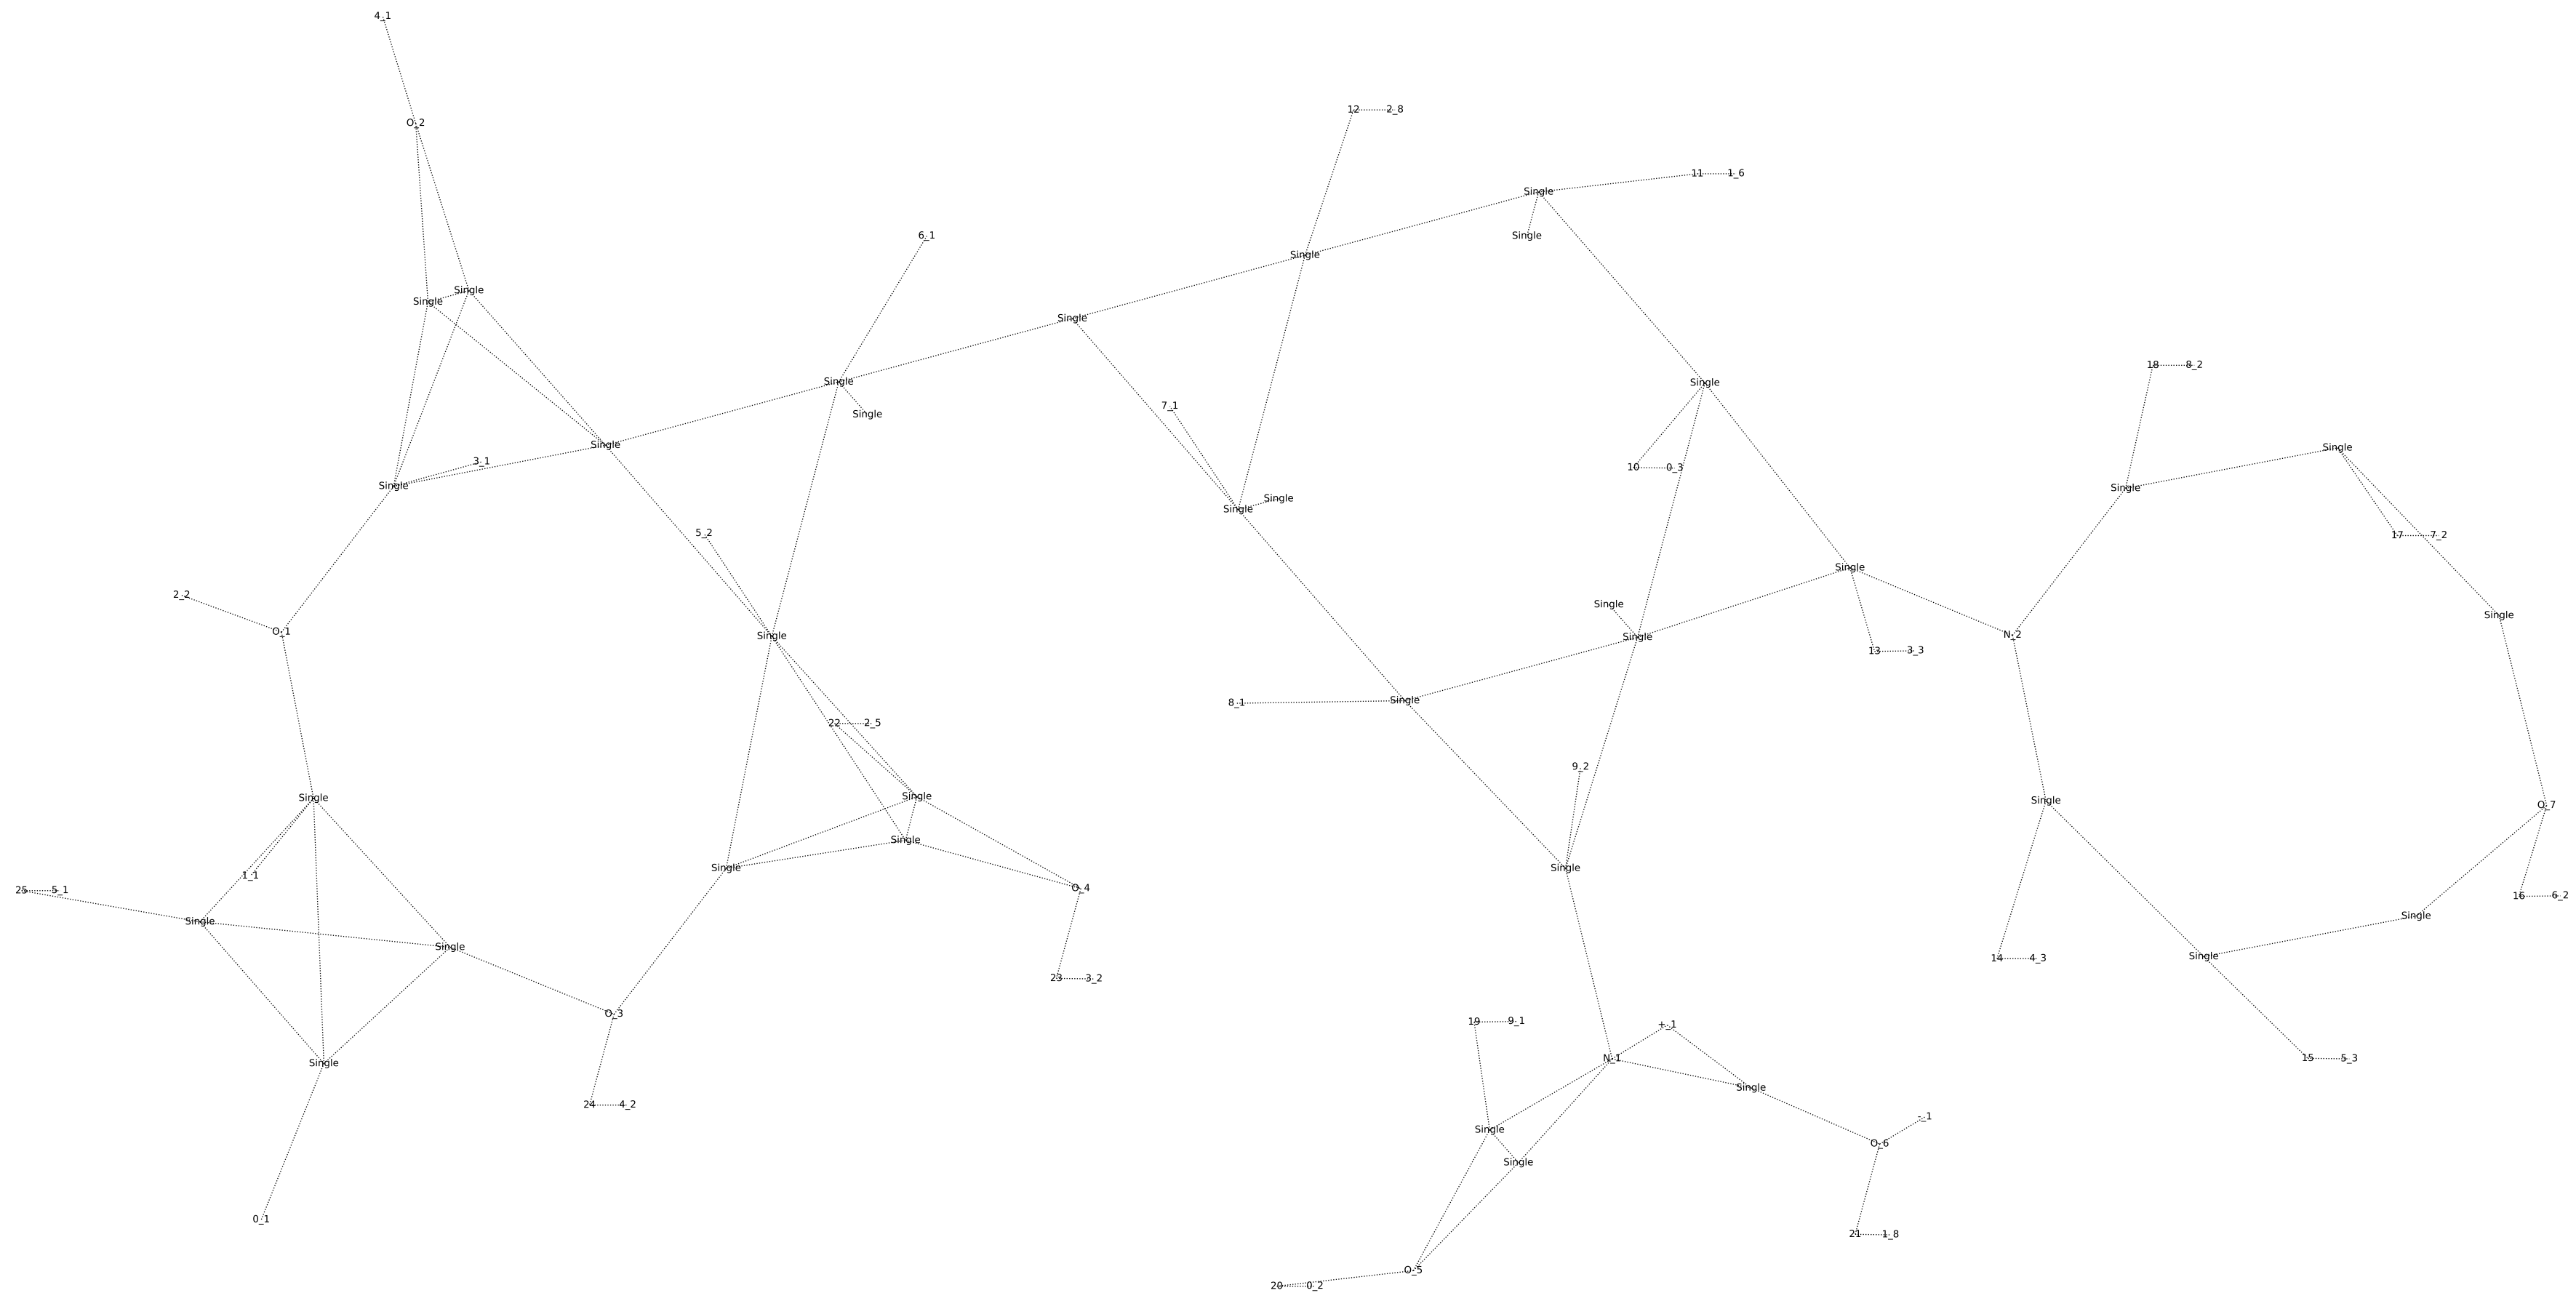 4_1
O_2
12 2_8
11 1_6
Single
6_1
Single
Single
Single
Single
Single
18 8_2
Single
Single
7_1
Single
Single
Single
3_1
10 0_3
Single
Single
Single
Single
5_2
17 7_2
Single
2_2
Single
Single
O_1
Single
Single
N_2
13 3_3
8_1
Single
22 2_5
9_2
Single
Single
Single
O_7
Single
Single
Single
1_1
O_4
25 5_1
16 6_2
Single
Single
Single
Single
14 4_3
23 3_2
O_3
19 9_1
+_1
N_1
15 5_3
Single
Single
24 4_2
-_1
Single
O_6
Single
0_1
21 1_8
O_5
20 0_2